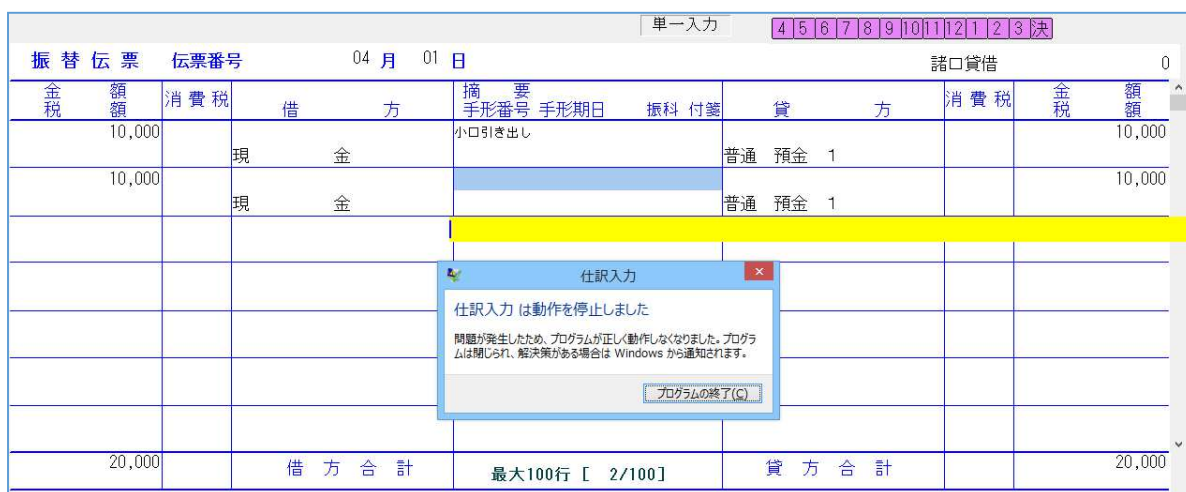 単一入力 4 5 6 7 8 9 10 11 12 1 2 3 決
振 替 伝 票 伝票番号 04 月 01 日 諸口貸借 0
金 額 消 費 税 借 方 摘 要 貸 方 消 費 税 金 額
税 額 手形番号 手形期日 振科 付箋 税 額
10,000 小口引き出し 10,000
現 金 普通 預金 1
10,000 10,000
現 金 普通 預金 1
仕訳入力
仕訳入力 は動作を停止しました
問題が発生したため、プログラムが正しく動作しなくなりました。プログラ
ムは閉じられ、解決策がある場合は Windows から通知されます。
プログラムの終了(C)
20,000 借 方 合 計 最大100行 [ 2/100] 貸 方 合 計 20,000